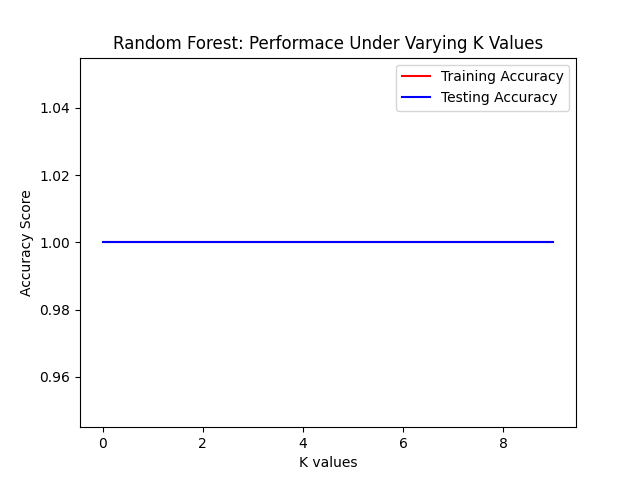 Random Forest: Performace Under Varying K Values
Training Accuracy
Testing Accuracy
1.04
1.02
1.00
0.98
0.96
Accuracy Score
0 2 4 6 8
K values